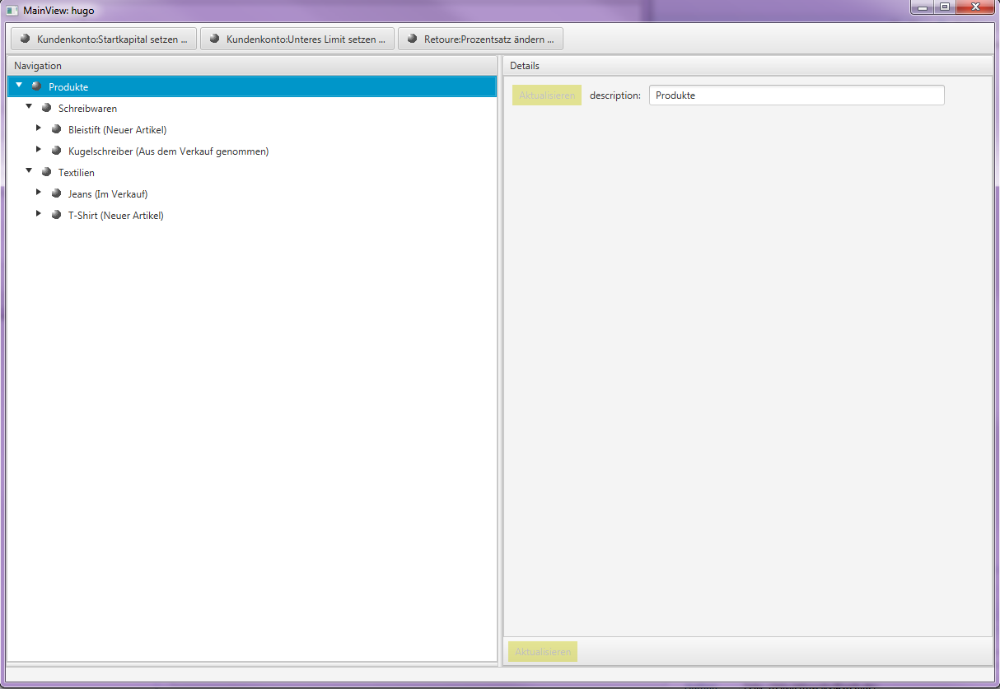 MainView: hugo
Kundenkonto:Startkapital setzen ... Kundenkonto:Unteres Limit setzen ... Retoure:Prozentsatz ändern ...
Navigation
Produkte
Schreibwaren
Bleistift (Neuer Artikel)
Kugelschreiber (Aus dem Verkauf genommen)
Textilien
Jeans (Im Verkauf)
T-Shirt (Neuer Artikel)
Details
Aktualisieren description: Produkte
Aktualisieren